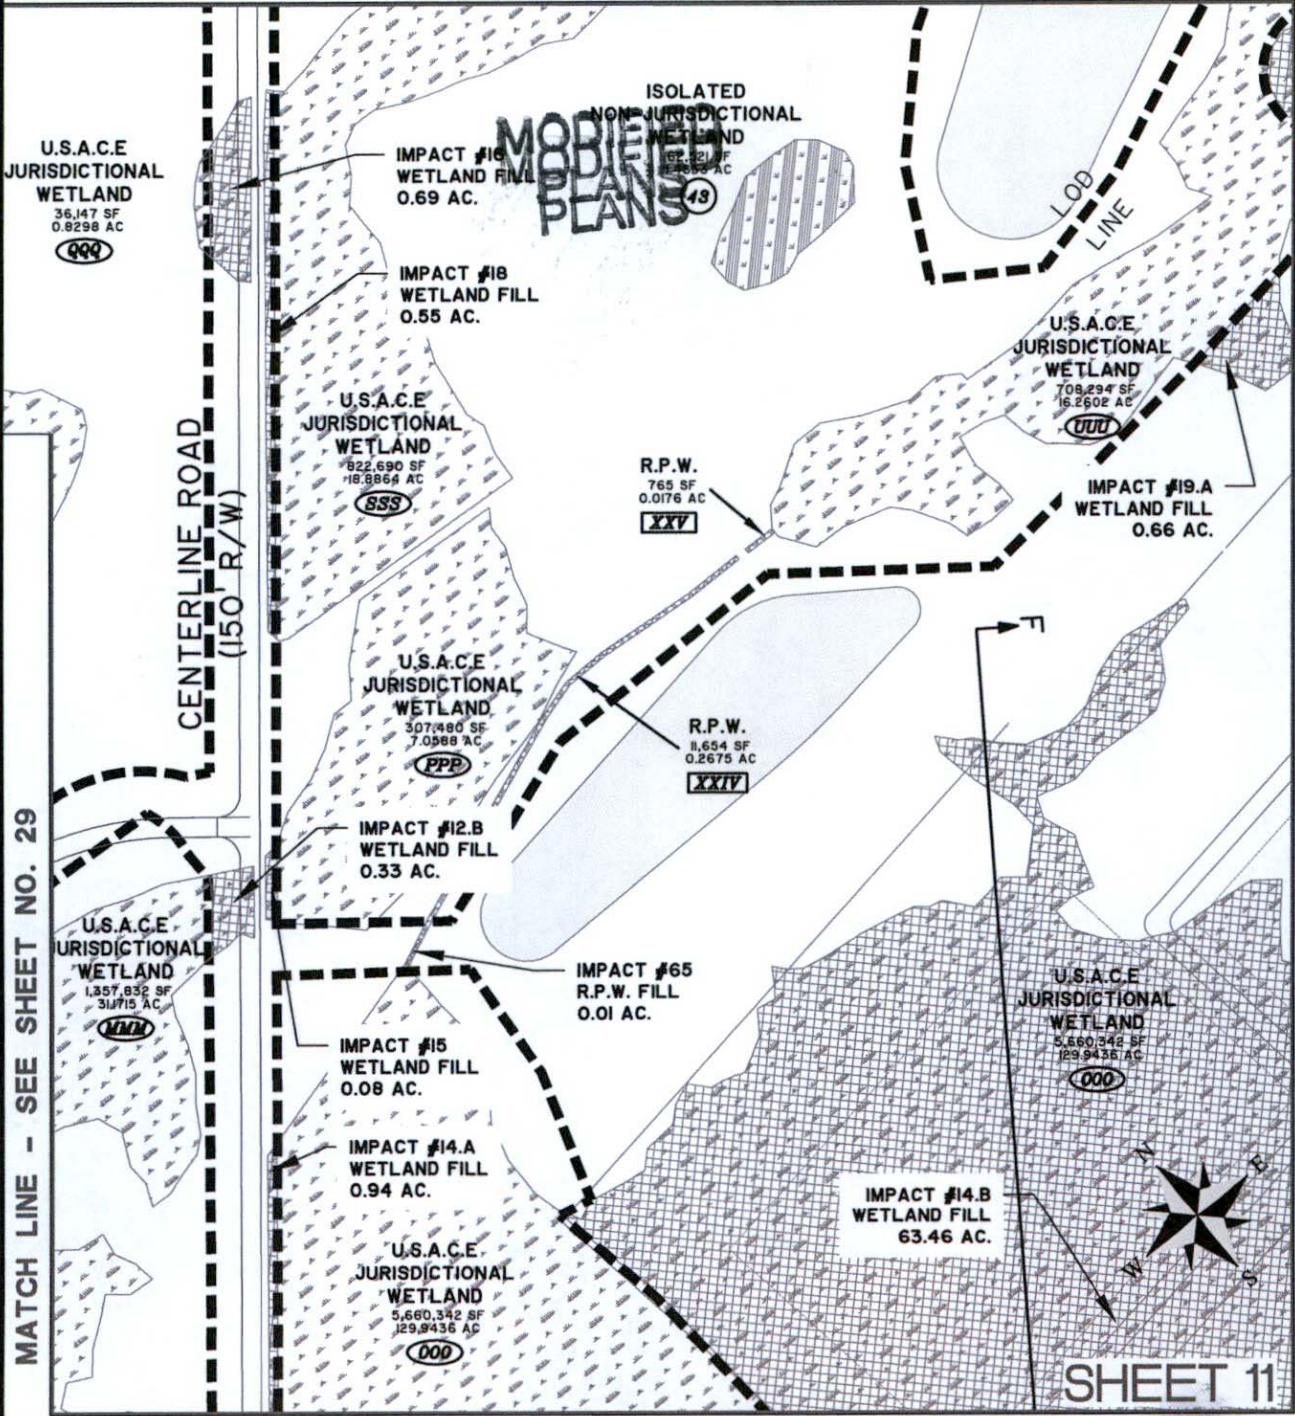 ISOLATED
NON-JURISDICTIONAL
WETLAND
43
MODIFIED
MODIFIED
PLANS
PLANS
U.S.A.C.E
JURISDICTIONAL
WETLAND
36,147 SF
0.8298 AC
QQQ
IMPACT #16
WETLAND FILL
0.69 AC.
LOD
LINE
IMPACT #18
WETLAND FILL
0.55 AC.
U.S.A.C.E
JURISDICTIONAL
WETLAND
708,294 SF
16.2602 AC
UUU
U.S.A.C.E
JURISDICTIONAL
WETLAND
822,690 SF
18.8864 AC
SSS
R.P.W.
765 SF
0.0176 AC
XXV
IMPACT #19.A
WETLAND FILL
0.66 AC.
CENTERLINE ROAD
(150' R/W)
F
U.S.A.C.E
JURISDICTIONAL
WETLAND
307,480 SF
7.0588 AC
PPP
R.P.W.
11,654 SF
0.2675 AC
XXIV
IMPACT #12.B
WETLAND FILL
0.33 AC.
MATCH LINE - SEE SHEET NO. 29
U.S.A.C.E
JURISDICTIONAL
WETLAND
1,357,832 SF
31.1715 AC
MMM
IMPACT #65
R.P.W. FILL
0.01 AC.
U.S.A.C.E
JURISDICTIONAL
WETLAND
5,660,342 SF
129.9436 AC
OOO
IMPACT #15
WETLAND FILL
0.08 AC.
IMPACT #14.A
WETLAND FILL
0.94 AC.
IMPACT #14.B
WETLAND FILL
63.46 AC.
N
E
W
S
U.S.A.C.E
JURISDICTIONAL
WETLAND
5,660,342 SF
129.9436 AC
OOO
SHEET 11